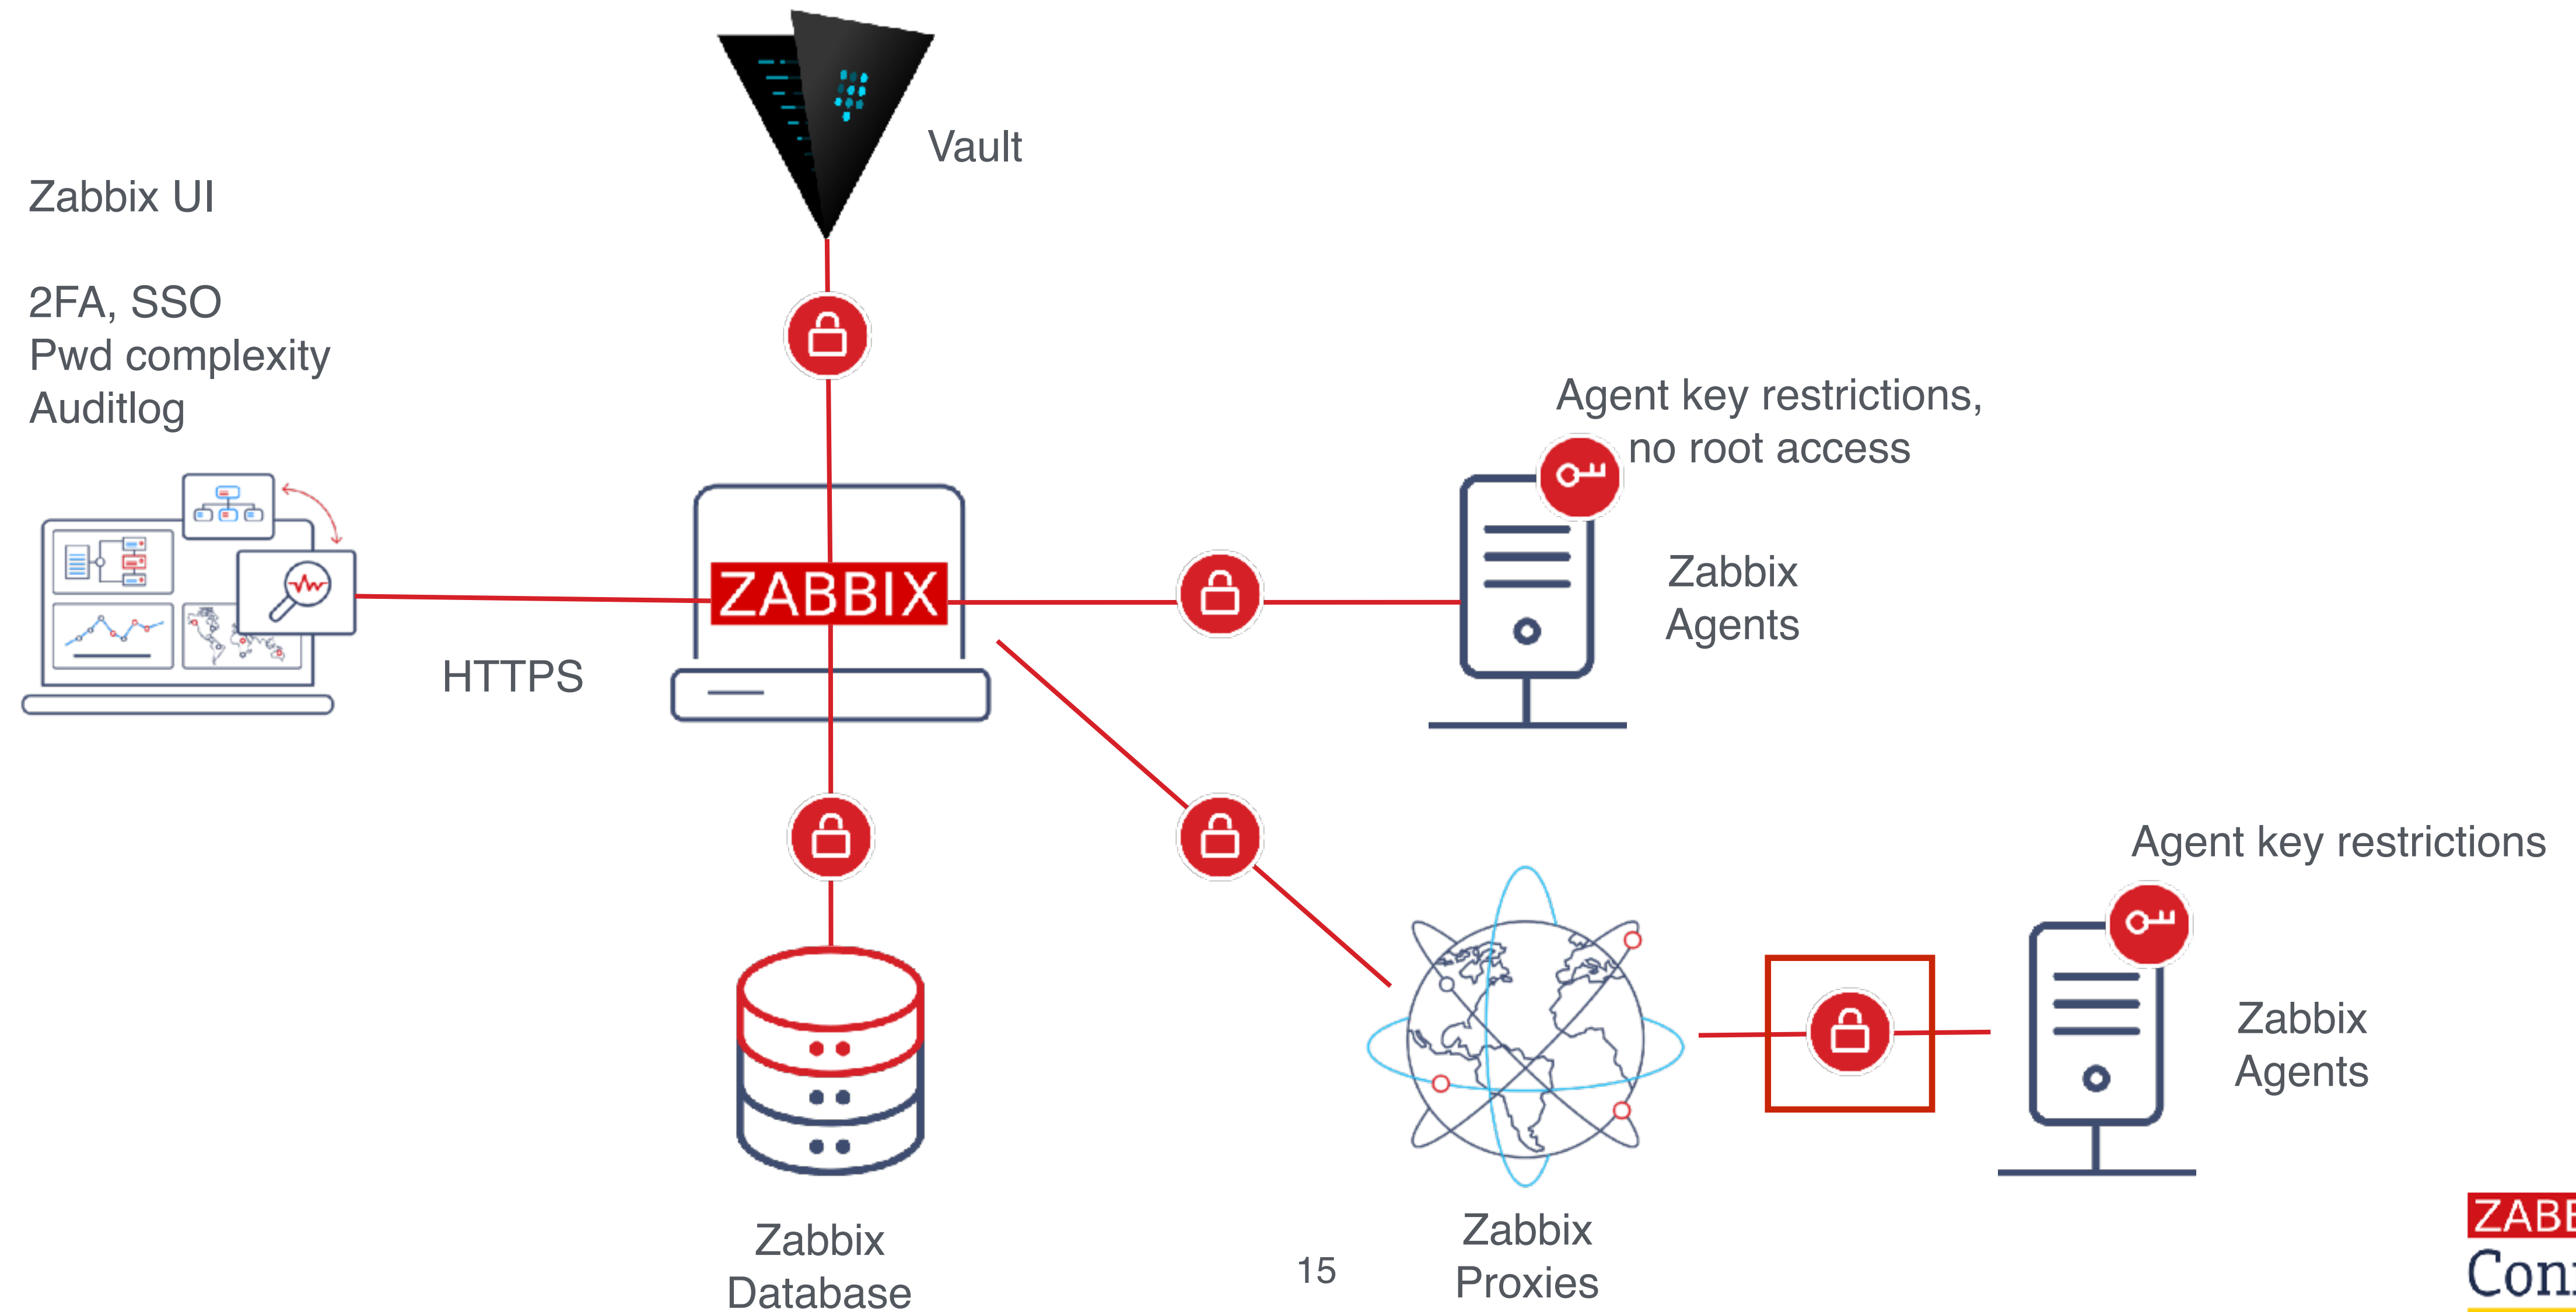 Vault
Zabbix UI
2FA, SSO
Pwd complexity
Auditlog
Agent key restrictions,
no root access
ZABBIX
Zabbix
Agents
HTTPS
Agent key restrictions
Zabbix
Agents
Zabbix
Database
15
Zabbix
Proxies